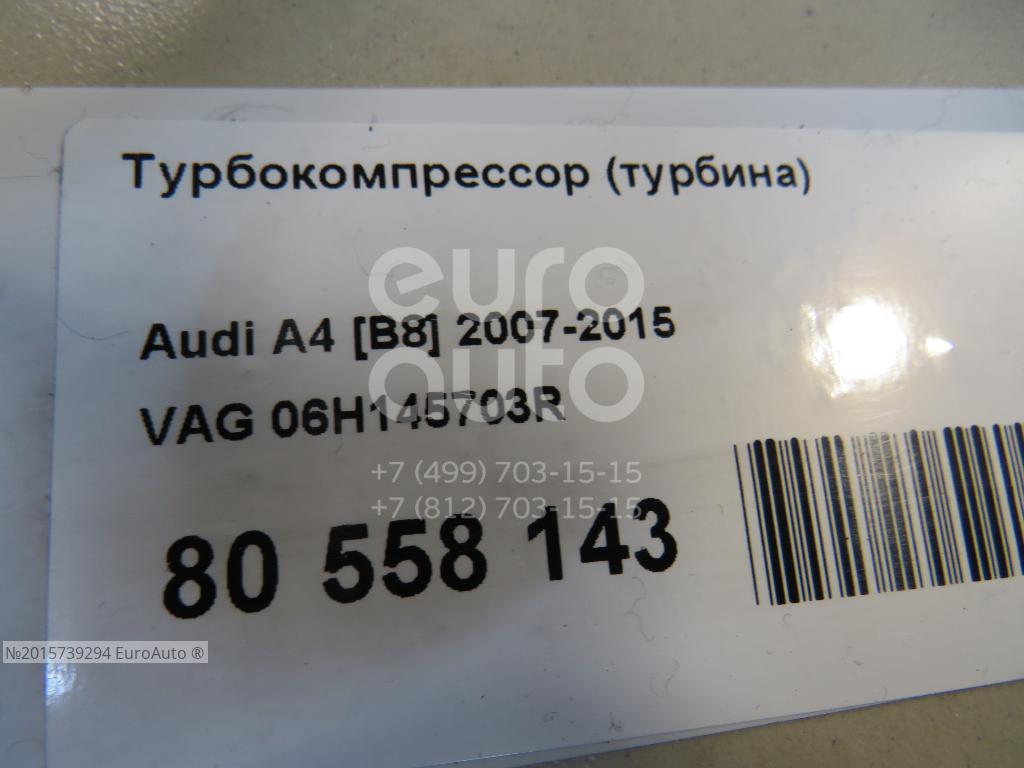 Турбокомпрессор (турбина)
euro
auto
Audi A4 [B8] 2007-2015
VAG 06H145703R
+7 (499) 703-15-15
+7 (812) 703-15-15
80 558 143
№2015739294 EuroAuto ®